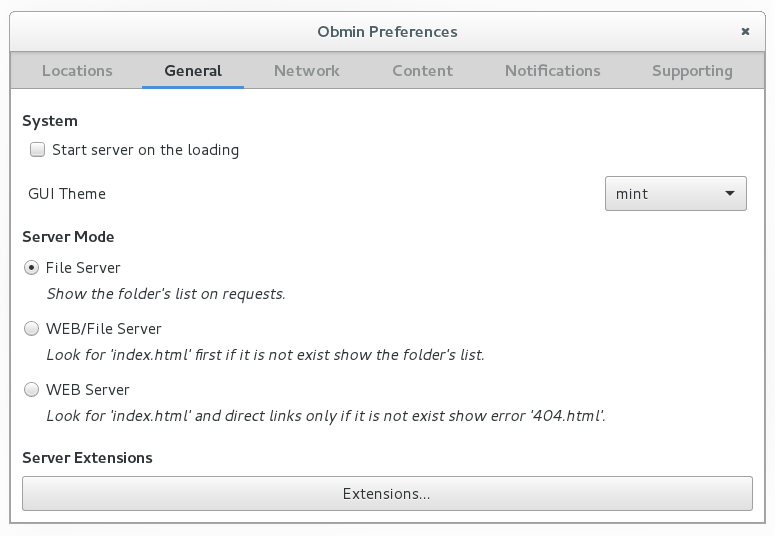 Obmin Preferences
Locations General Network Content Notifications Supporting
System
Start server on the loading
GUI Theme mint
Server Mode
File Server
Show the folder's list on requests.
WEB/File Server
Look for 'index.html' first if it is not exist show the folder's list.
WEB Server
Look for 'index.html' and direct links only if it is not exist show error '404.html'.
Server Extensions
Extensions...